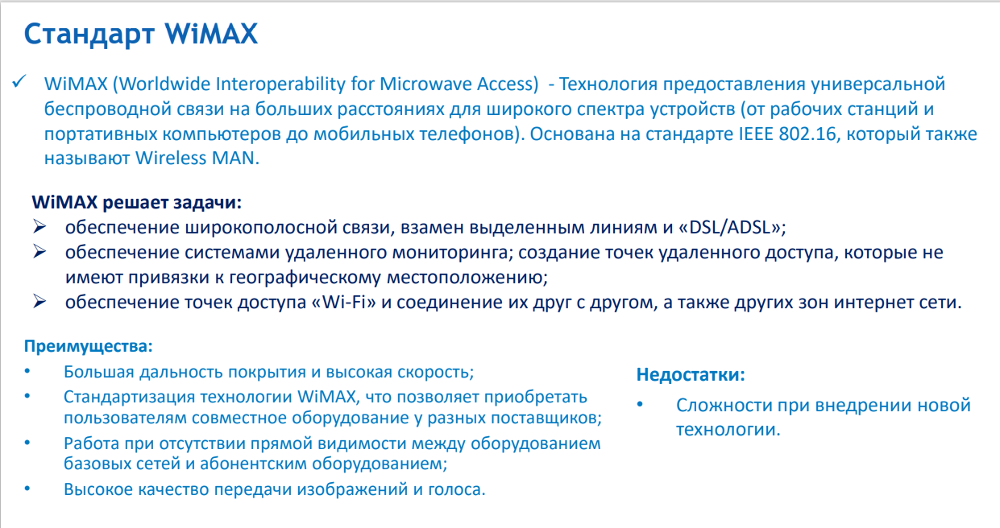 Стандарт WiMAX
✓ WiMAX (Worldwide Interoperability for Microwave Access)  - Технология предоставления универсальной
беспроводной связи на больших расстояниях для широкого спектра устройств (от рабочих станций и
портативных компьютеров до мобильных телефонов). Основана на стандарте IEEE 802.16, который также
называют Wireless MAN.
WiMAX решает задачи:
➢ обеспечение широкополосной связи, взамен выделенным линиям и «DSL/ADSL»;
➢ обеспечение системами удаленного мониторинга; создание точек удаленного доступа, которые не
имеют привязки к географическому местоположению;
➢ обеспечение точек доступа «Wi-Fi» и соединение их друг с другом, а также других зон интернет сети.
Преимущества:
• Большая дальность покрытия и высокая скорость;
• Стандартизация технологии WiMAX, что позволяет приобретать
пользователям совместное оборудование у разных поставщиков;
• Работа при отсутствии прямой видимости между оборудованием
базовых сетей и абонентским оборудованием;
• Высокое качество передачи изображений и голоса.
Недостатки:
• Сложности при внедрении новой
технологии.